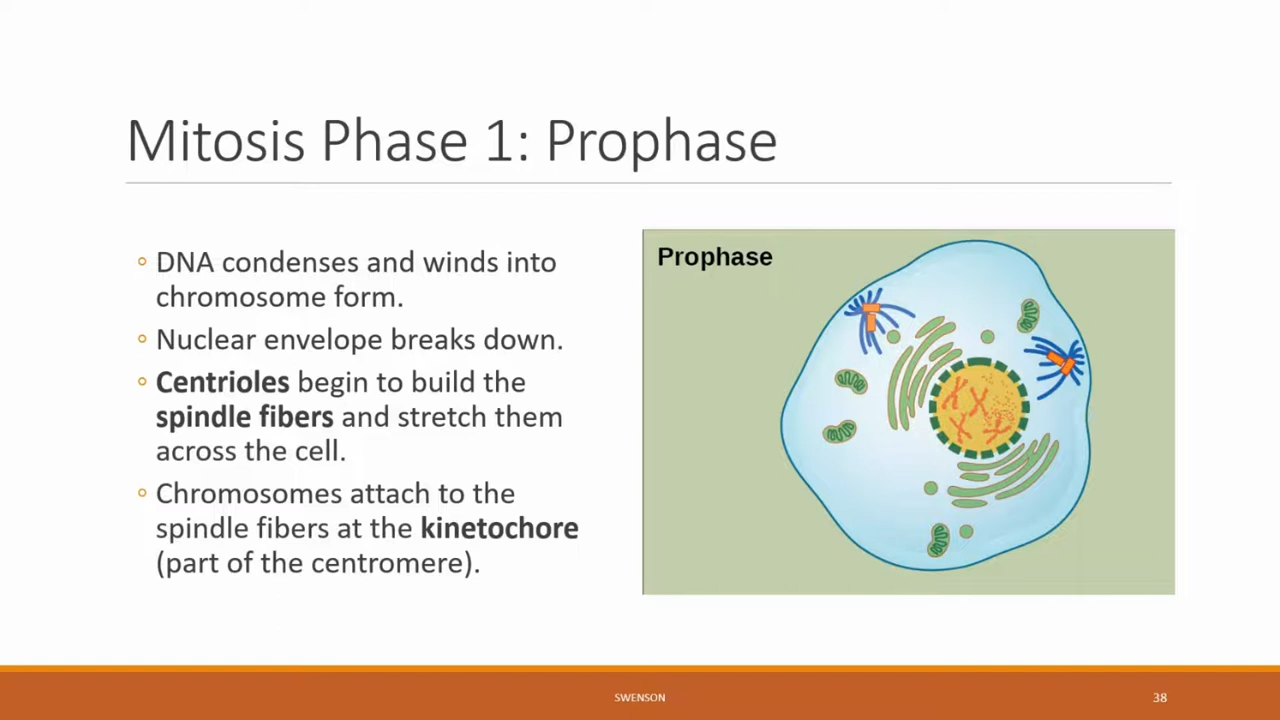 Mitosis Phase 1: Prophase
◦ DNA condenses and winds into
chromosome form.
◦ Nuclear envelope breaks down.
◦ Centrioles begin to build the
spindle fibers and stretch them
across the cell.
◦ Chromosomes attach to the
spindle fibers at the kinetochore
(part of the centromere).
Prophase
SWENSON
38